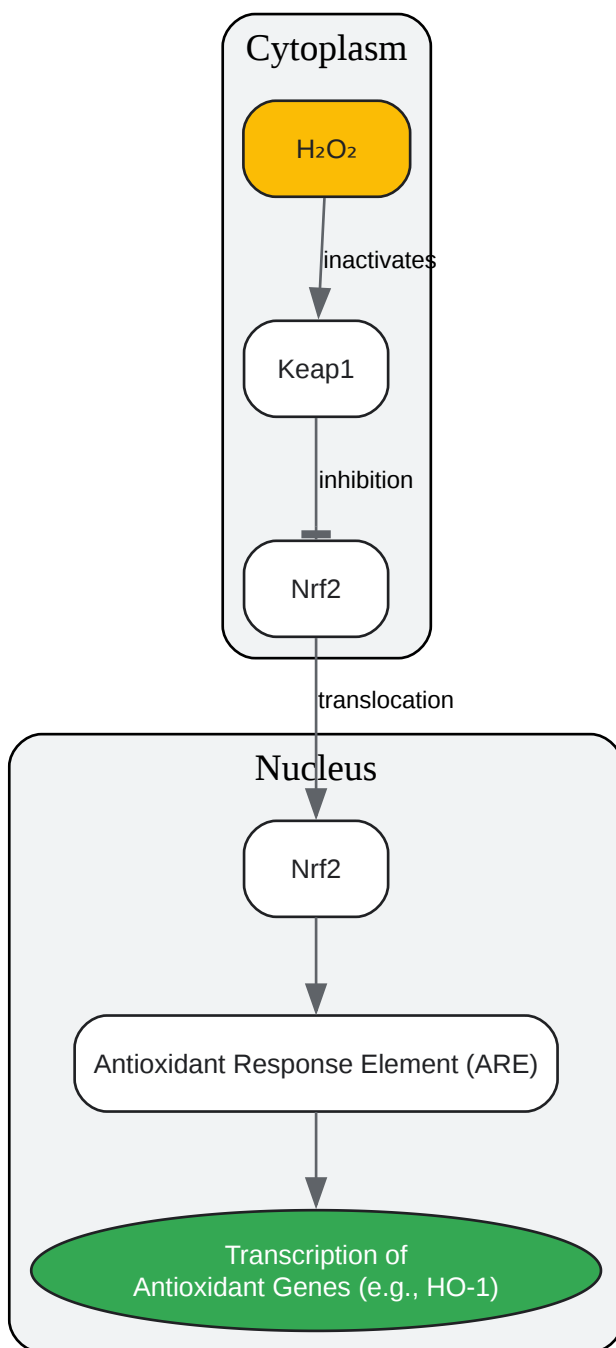 Cytoplasm
H₂O₂
inactivates
Keap1
inhibition
Nrf2
translocation
Nucleus
Nrf2
Antioxidant Response Element (ARE)
Transcription of
Antioxidant Genes (e.g., HO-1)